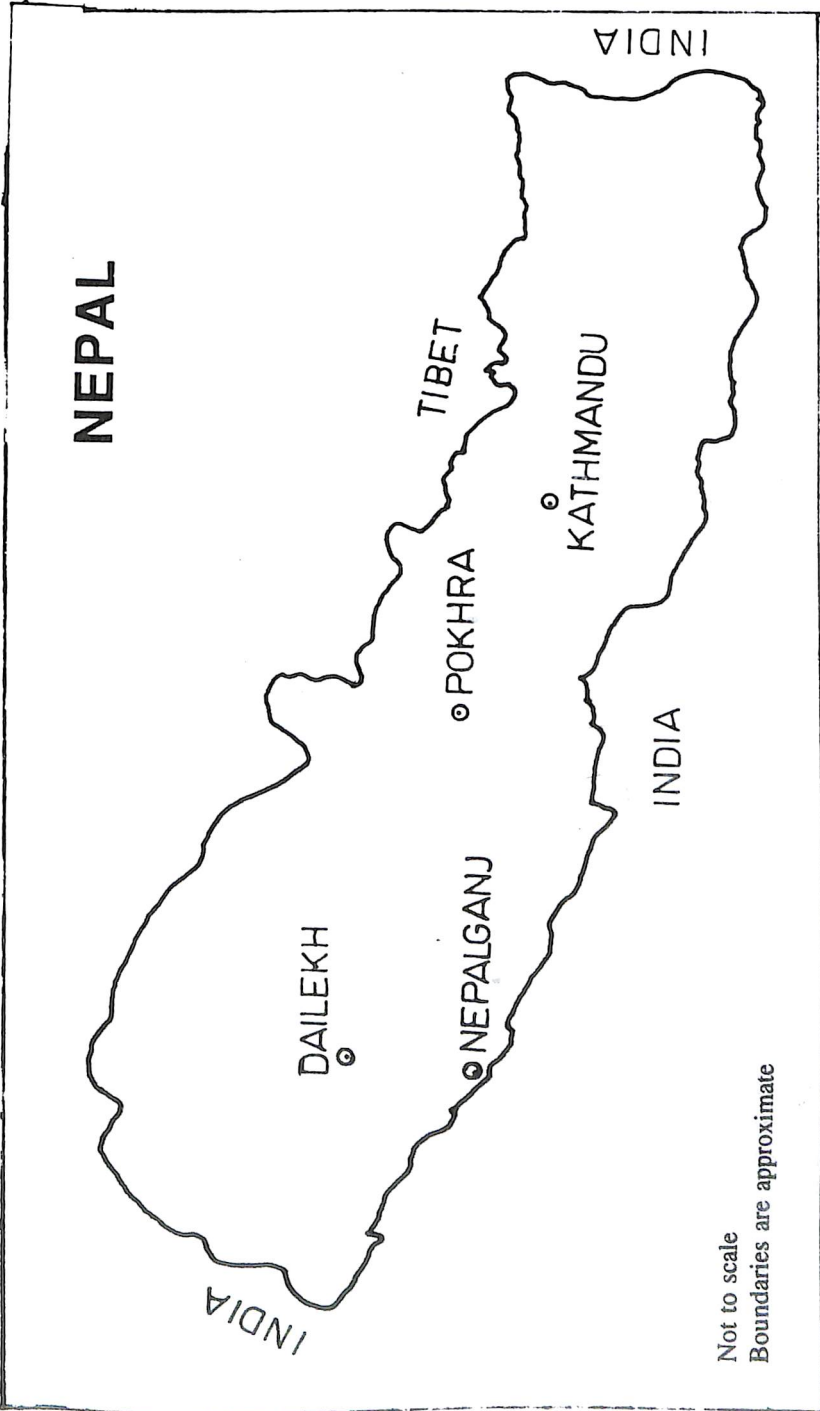 NEPAL
TIBET
INDIA
INDIA
DAILEKH
POKHRA
NEPALGANJ
KATHMANDU
INDIA
Not to scale
Boundaries are approximate